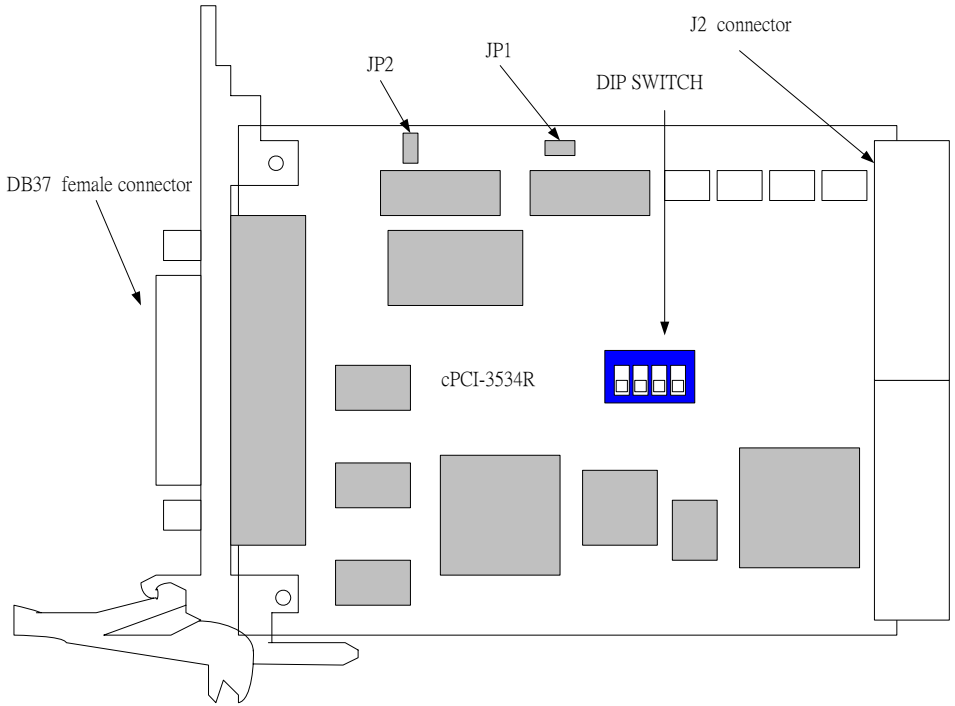 J2 connector
JP2
JP1
DIP SWITCH
DB37 female connector
cPCI-3534R